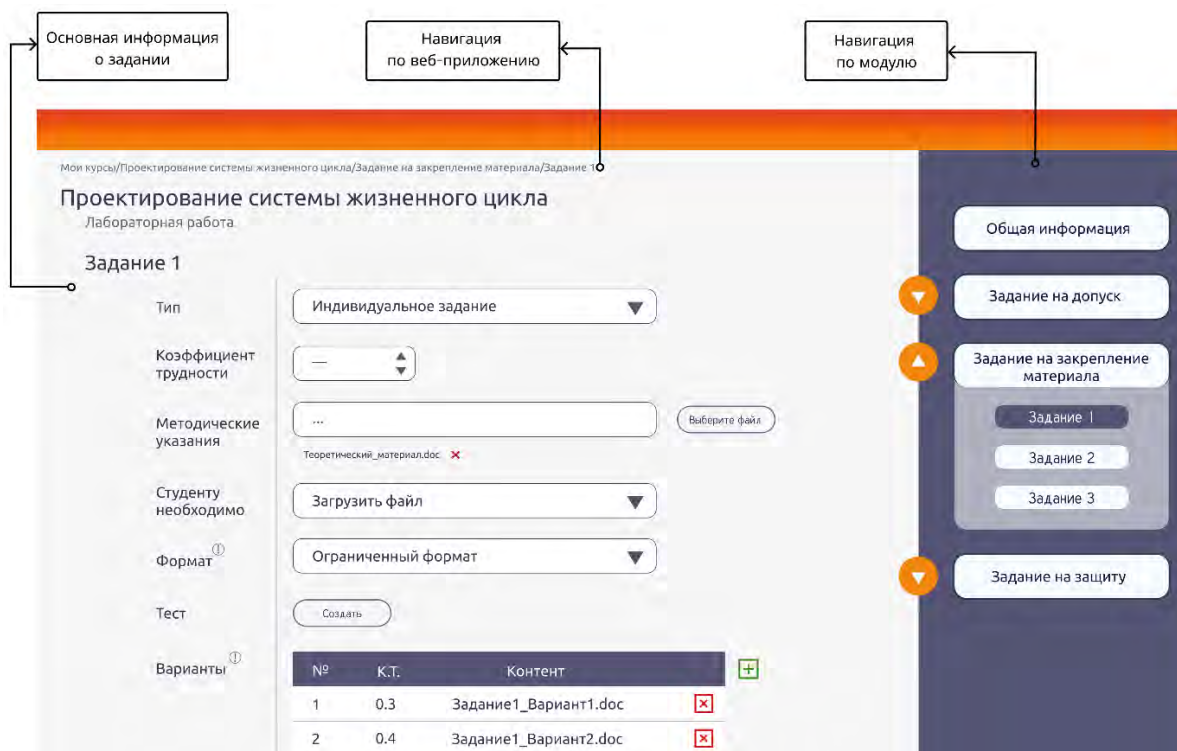 Основная информация
о задании
Навигация
по веб-приложению
Навигация
по модулю
Мои курсы/Проектирование системы жизненного цикла/Задание на закрепление материала/Задание 1
Проектирование системы жизненного цикла
Лабораторная работа
Задание 1
Тип
Индивидуальное задание
Коэффициент
трудности
—
Методические
указания
...
Выберите файл
Теоретический_материал.doc
Студенту
необходимо
Загрузить файл
Формат
Ограниченный формат
Тест
Создать
Варианты
№ К.Т. Контент
1 0.3 Задание1_Вариант1.doc
2 0.4 Задание1_Вариант2.doc
Общая информация
Задание на допуск
Задание на закрепление
материала
Задание 1
Задание 2
Задание 3
Задание на защиту